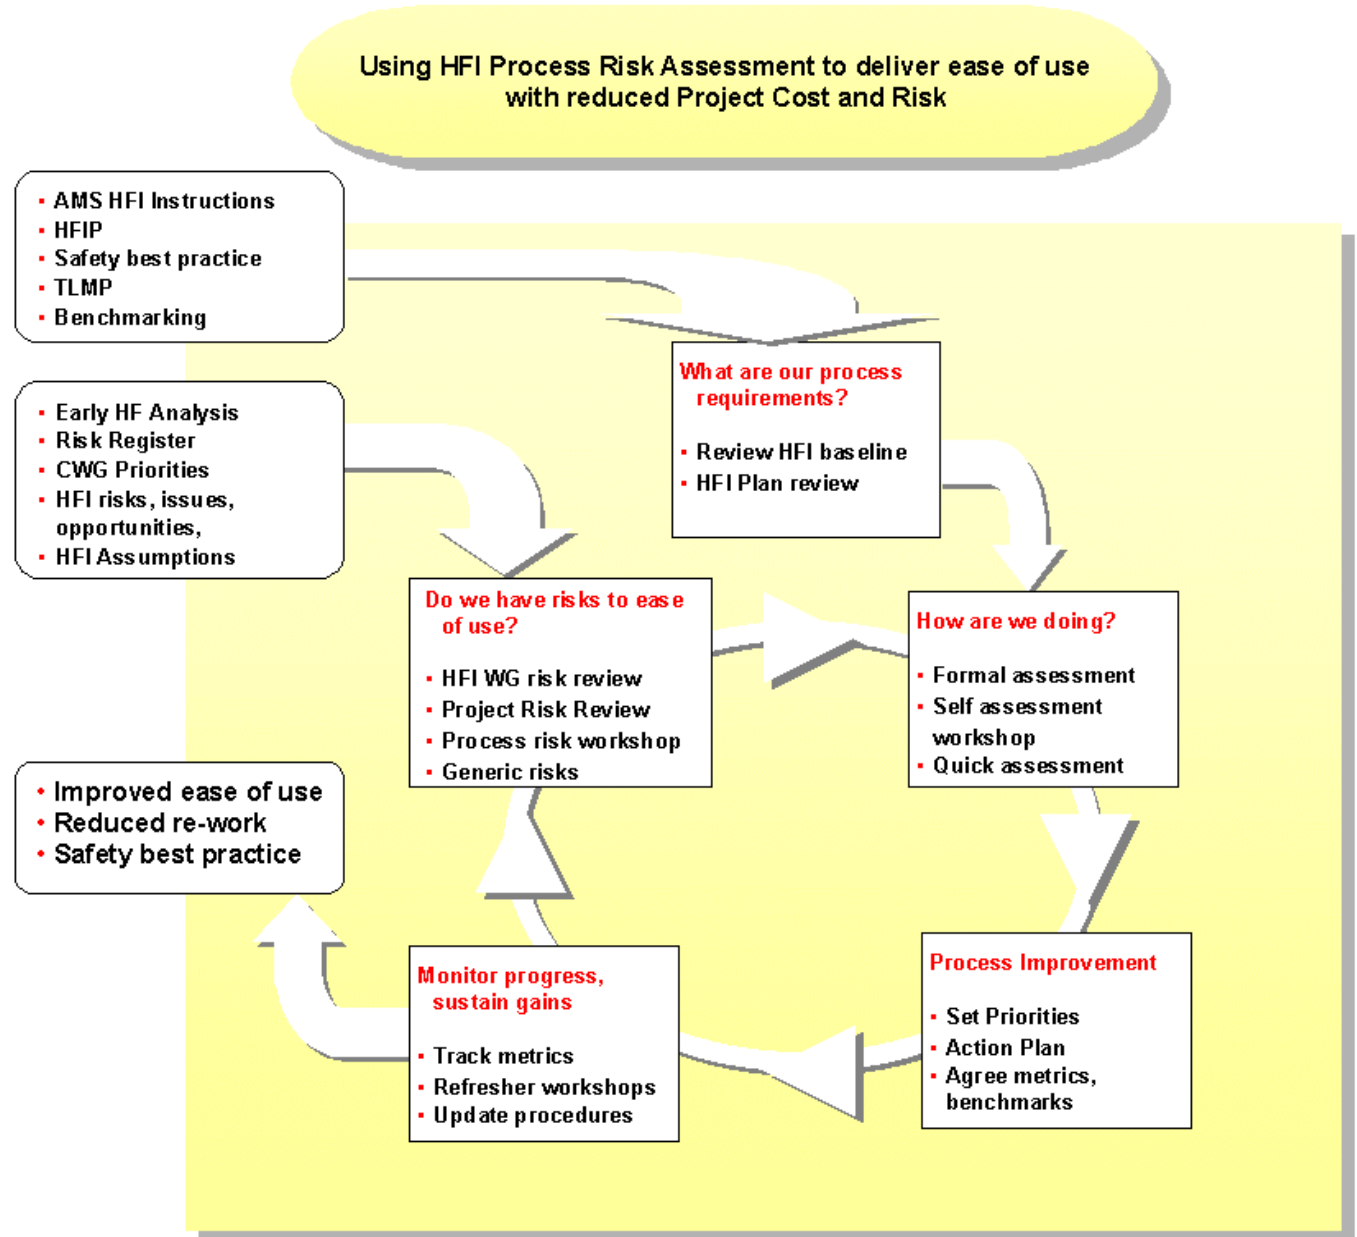 Using HFI Process Risk Assessment to deliver ease of use
with reduced Project Cost and Risk
AMS HFI Instructions
HFIP
Safety best practice
TLMP
Benchmarking
What are our process
requirements?
Review HFI baseline
HFI Plan review
Early HF Analysis
Risk Register
CWG Priorities
HFI risks, issues,
opportunities,
HFI Assumptions
Do we have risks to ease
of use?
HFI WG risk review
Project Risk Review
Process risk workshop
Generic risks
How are we doing?
Formal assessment
Self assessment
workshop
Quick assessment
Improved ease of use
Reduced re-work
Safety best practice
Monitor progress,
sustain gains
Track metrics
Refresher workshops
Update procedures
Process Improvement
Set Priorities
Action Plan
Agree metrics,
benchmarks